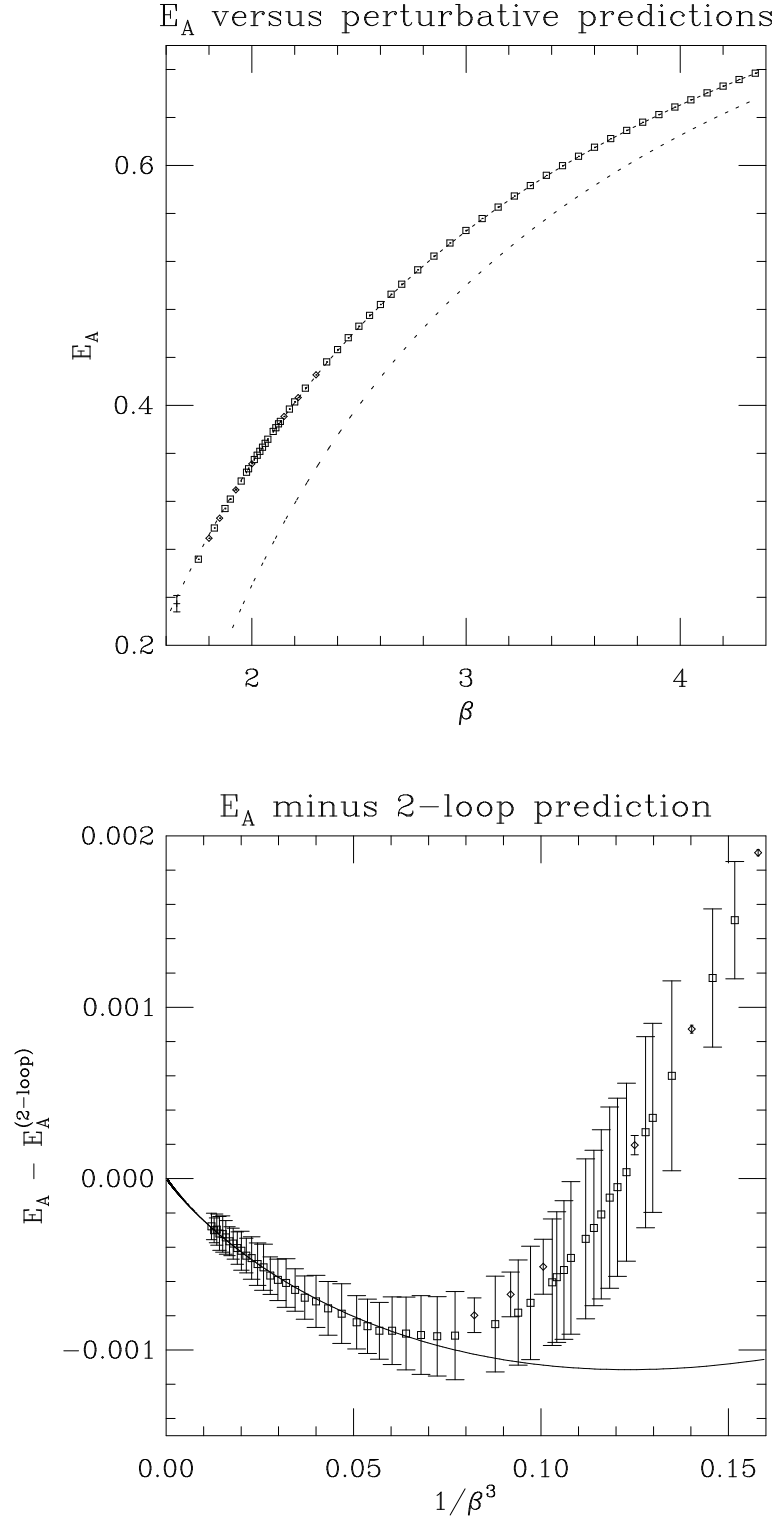 E_A versus perturbative predictions
0.6
0.4
0.2
E_A
2 3 4
β
E_A minus 2−loop prediction
0.002
0.001
0.000
−0.001
E_A − E_A^(2−loop)
0.00 0.05 0.10 0.15
1/β³